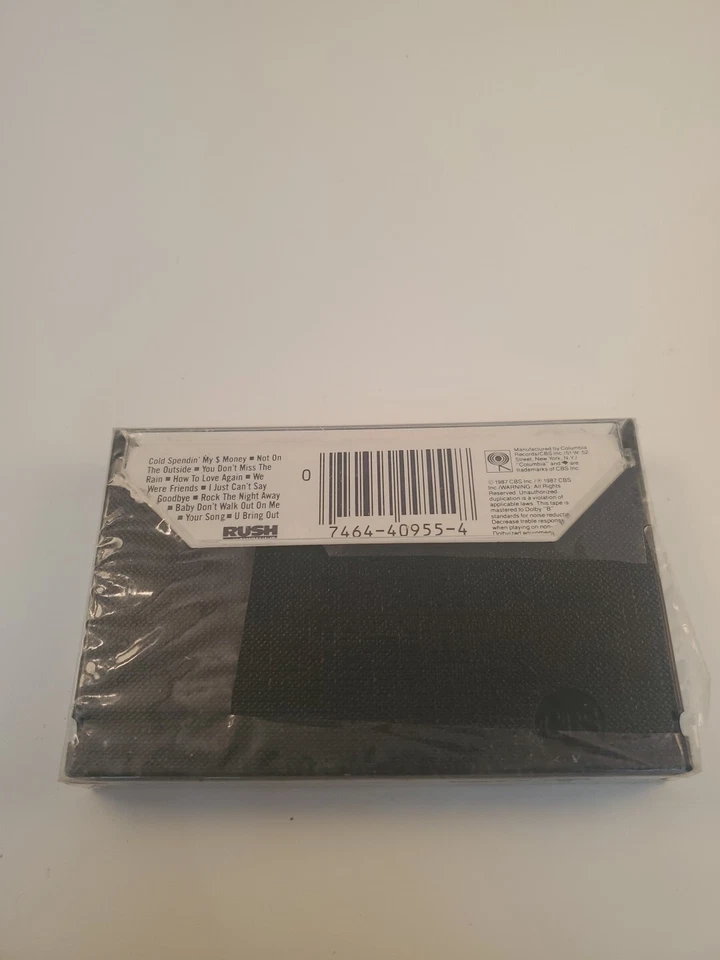 Cold Spendin' My $ Money ■ Not On
The Outside ■ You Don't Miss The
Rain ■ How To Love Again ■ We
Were Friends ■ I Just Can't Say
Goodbye ■ Rock The Night Away
■ Baby Don't Walk Out On Me
■ Your Song ■ U Bring Out
RUSH
0
7464-40955-4
Manufactured by Columbia
Records/CBS Inc./51 W. 52
Street, New York, N.Y./
"Columbia" and are
trademarks of CBS Inc.
© 1987 CBS Inc./℗ 1987 CBS
Inc./WARNING: All Rights
Reserved. Unauthorized
duplication is a violation of
applicable laws. This tape is
mastered to Dolby "B"
standards for noise reductio
Decrease treble response
when playing on non-
CBS